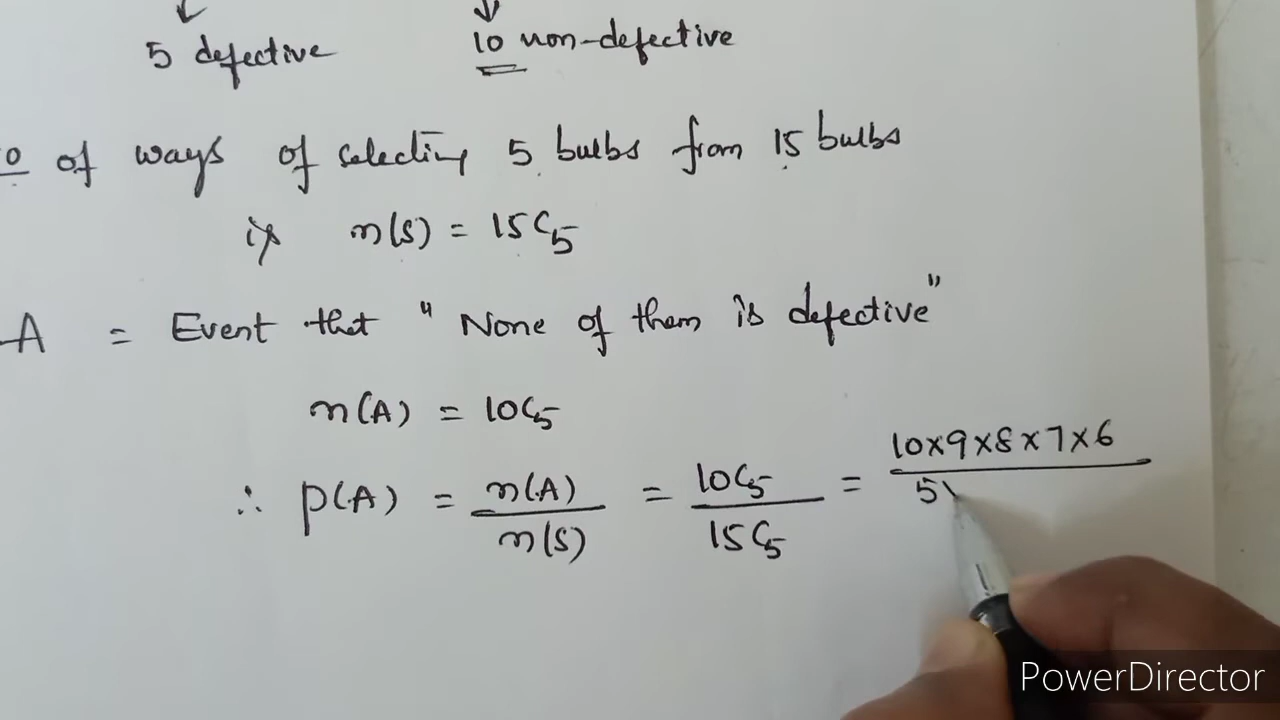 5 defective 10 non-defective
o of ways of selecting 5 bulbs from 15 bulbs
is n(S) = 15C5
A = Event that "None of them is defective"
n(A) = 10C5
∴ P(A) = n(A)/n(S) = 10C5/15C5 = 10×9×8×7×6/5
PowerDirector